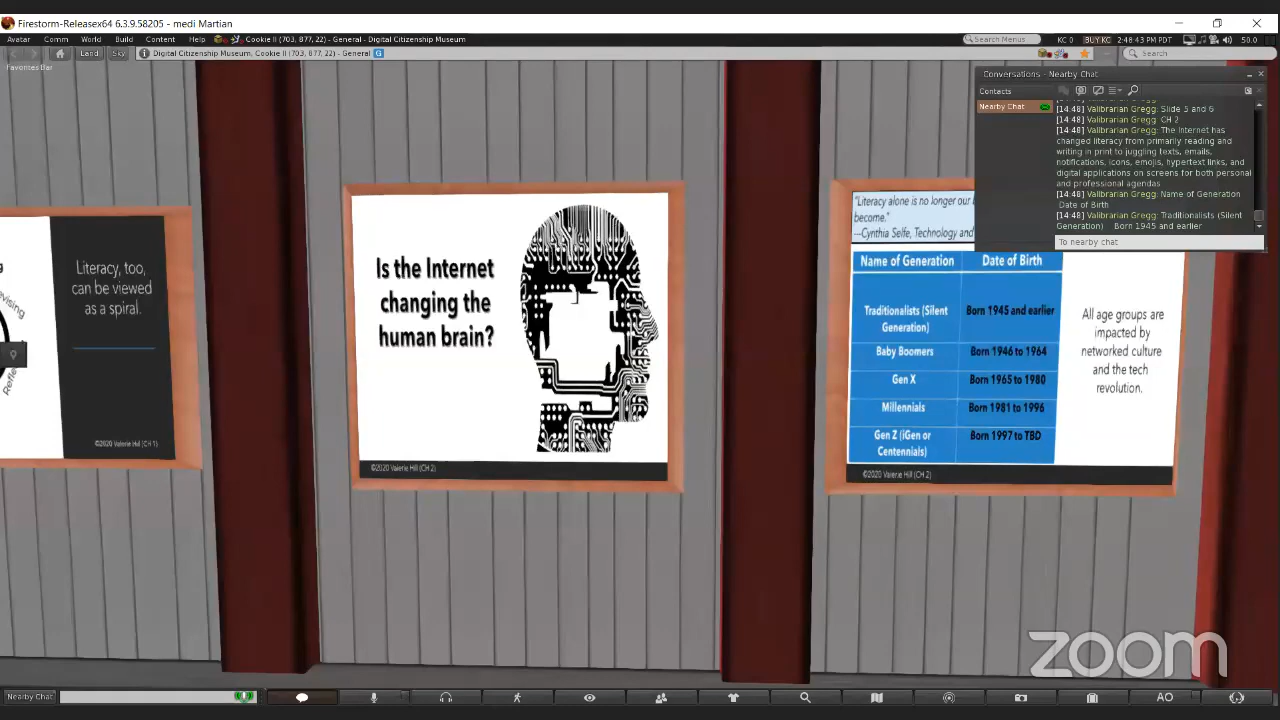 Firestorm-Releasex64 6.3.9.58205 - medi Martian
Avatar Comm World Build Content Help Cookie II (703, 877, 22) - General - Digital Citizenship Museum
Search Menus KC 0 BUY KC 2:48:43 PM PDT 50.0
Land Sky Digital Citizenship Museum, Cookie II (703, 877, 22) - General G
Search
Favorites Bar
Conversations - Nearby Chat
Contacts
Nearby Chat
[14:48] Valibrarian Gregg: Slide 5 and 6
[14:48] Valibrarian Gregg: CH 2
[14:48] Valibrarian Gregg: The Internet has
changed literacy from primarily reading and
writing in print to juggling texts, emails,
notifications, icons, emojis, hypertext links, and
digital applications on screens for both personal
and professional agendas
[14:48] Valibrarian Gregg: Name of Generation
Date of Birth
[14:48] Valibrarian Gregg: Traditionalists (Silent
Generation) Born 1945 and earlier
To nearby chat
Literacy, too,
can be viewed
as a spiral.
©2020 Valerie Hill (CH 1)
Is the Internet
changing the
human brain?
©2020 Valerie Hill (CH 2)
"Literacy alone is no longer our
become."
---Cynthia Selfe, Technology and
Name of Generation Date of Birth
Traditionalists (Silent
Generation) Born 1945 and earlier
Baby Boomers Born 1946 to 1964
Gen X Born 1965 to 1980
Millennials Born 1981 to 1996
Gen Z (iGen or
Centennials) Born 1997 to TBD
All age groups are
impacted by
networked culture
and the tech
revolution.
©2020 Valerie Hill (CH 2)
zoom
Nearby Chat
AO